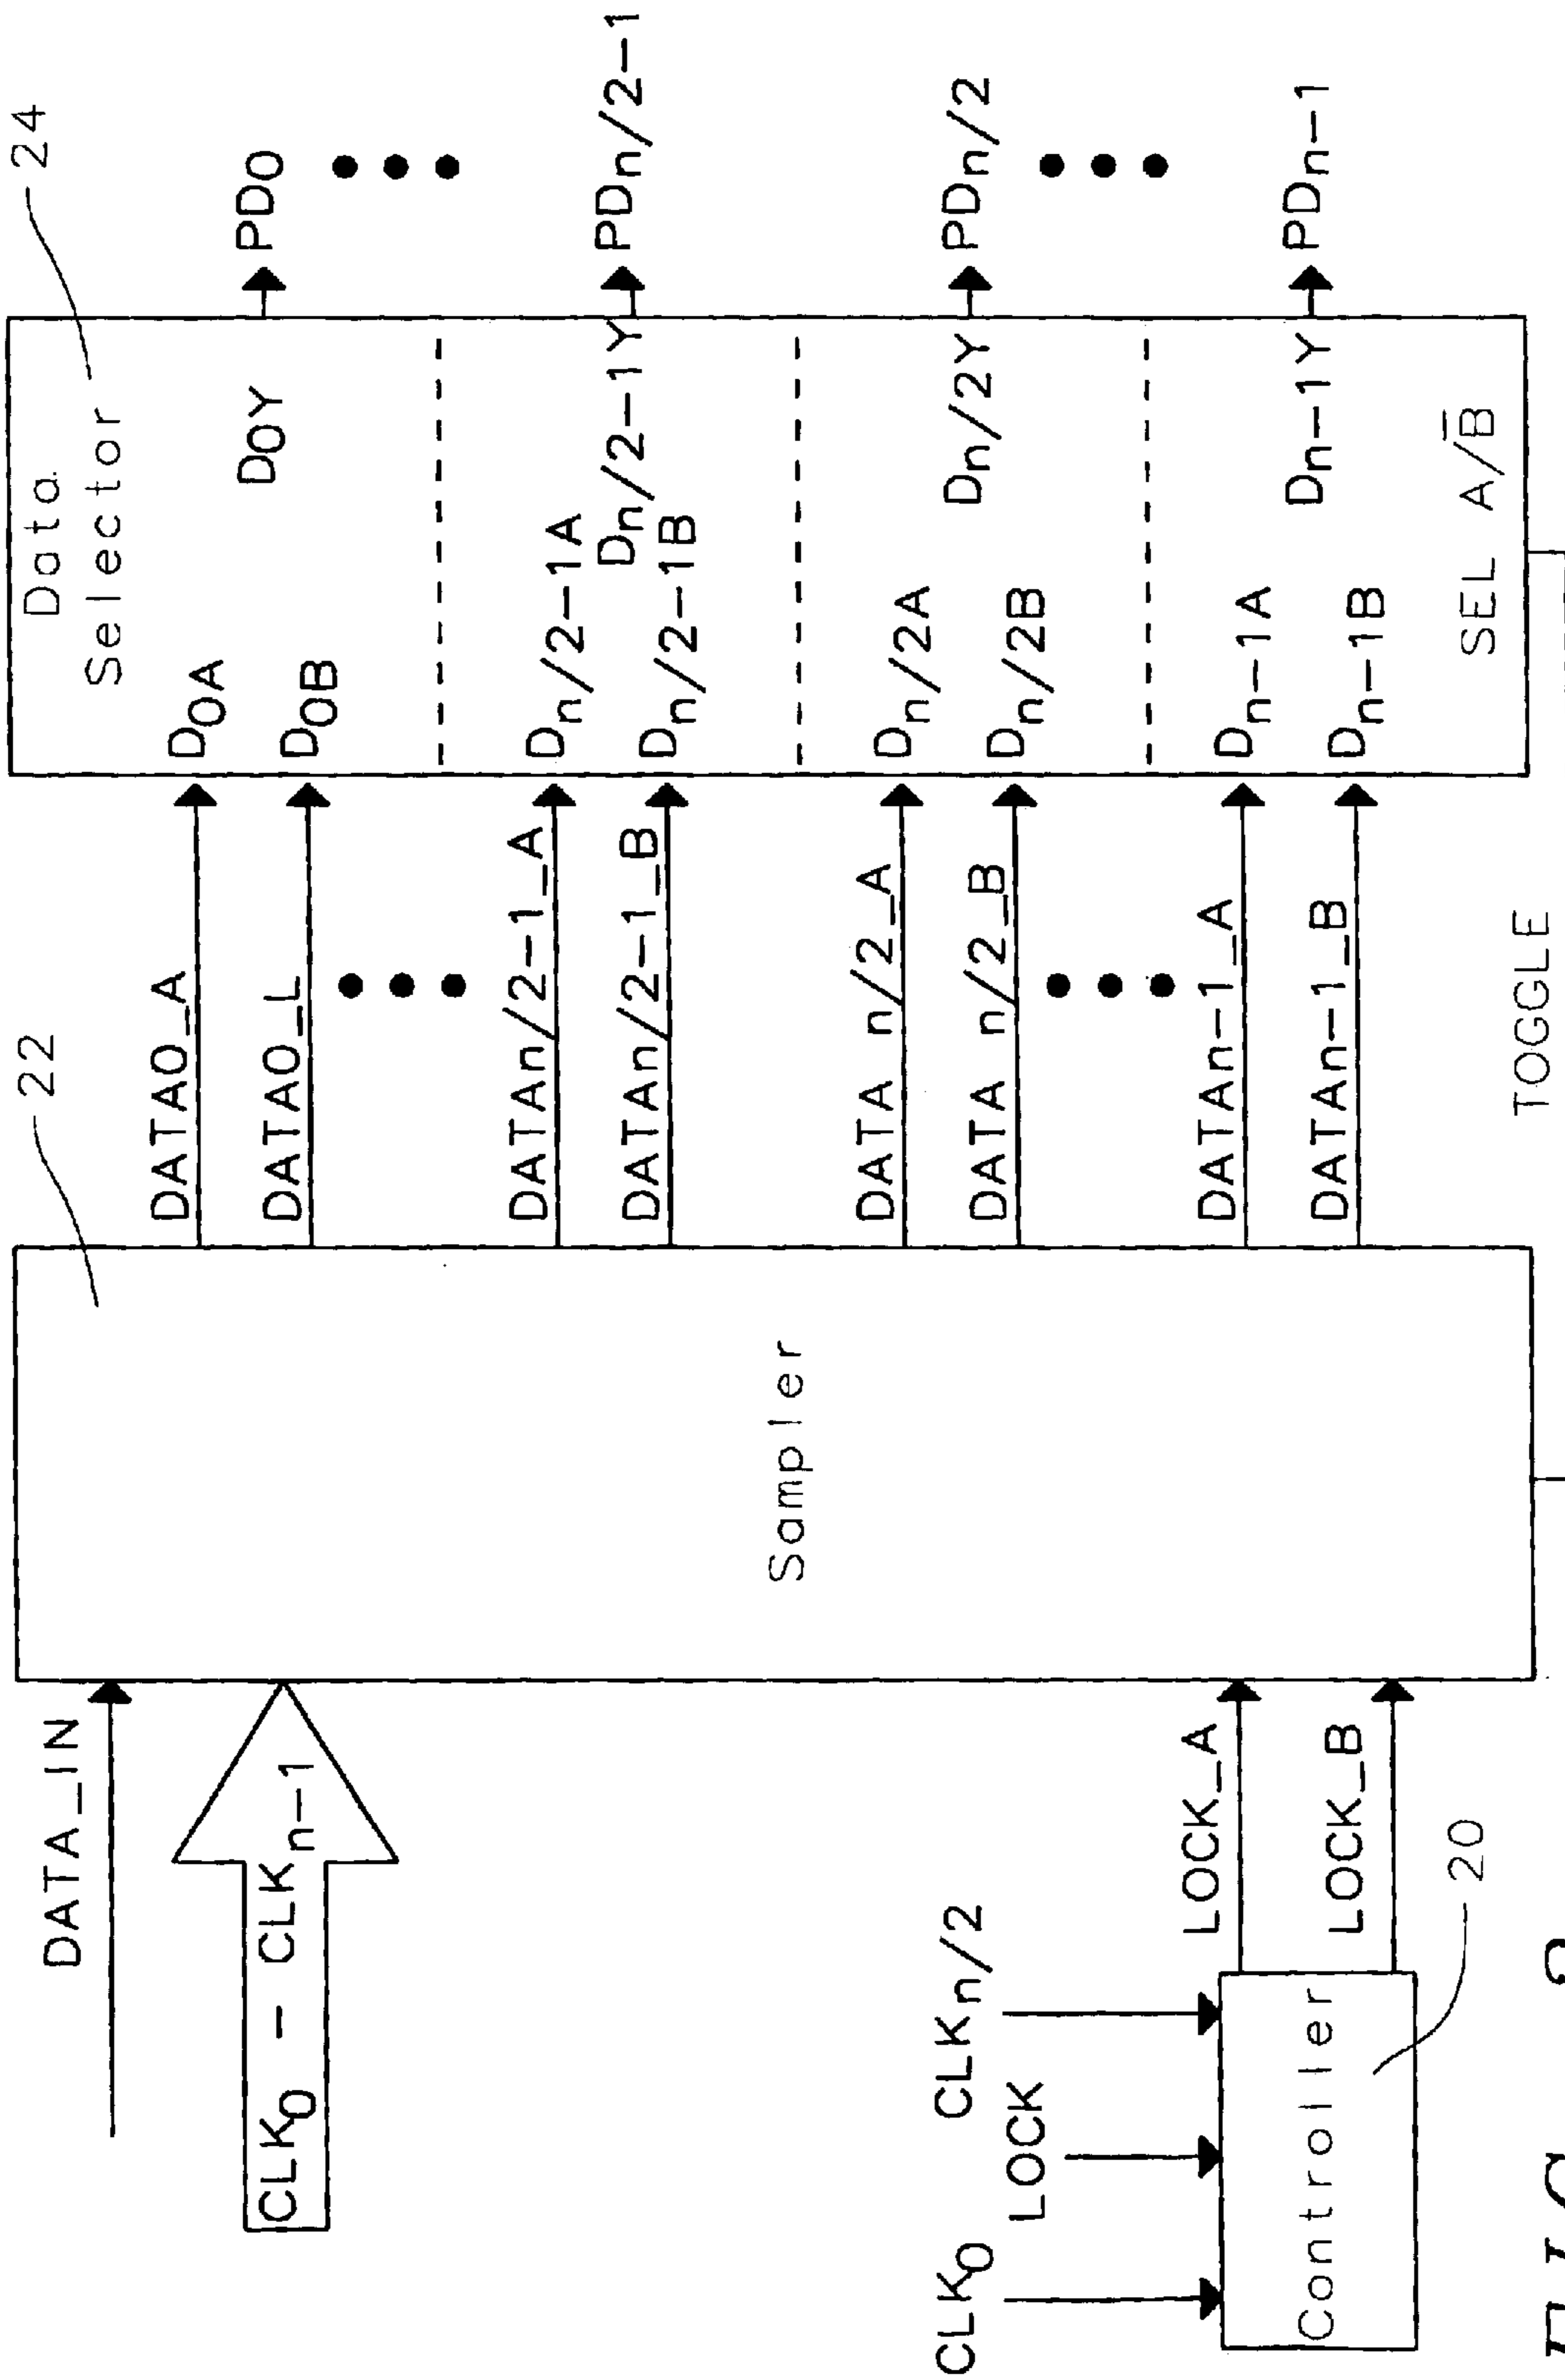 DATA_IN
CLK0 - CLKn-1
CLK0
LOCK
CLKn/2
Controller
20
LOCK_A
LOCK_B
22
Sampler
DATA0_A
DATA0_L
DATAn/2-1_A
DATAn/2-1_B
DATA n/2_A
DATA n/2_B
DATAn-1_A
DATAn-1_B
TOGGLE
24
Data
Selector
D0A
D0B
D0Y
Dn/2-1A
Dn/2-1Y
Dn/2-1B
Dn/2A
Dn/2Y
Dn/2B
Dn-1A
Dn-1Y
Dn-1B
SEL A/B̅
PD0
PDn/2-1
PDn/2
PDn-1